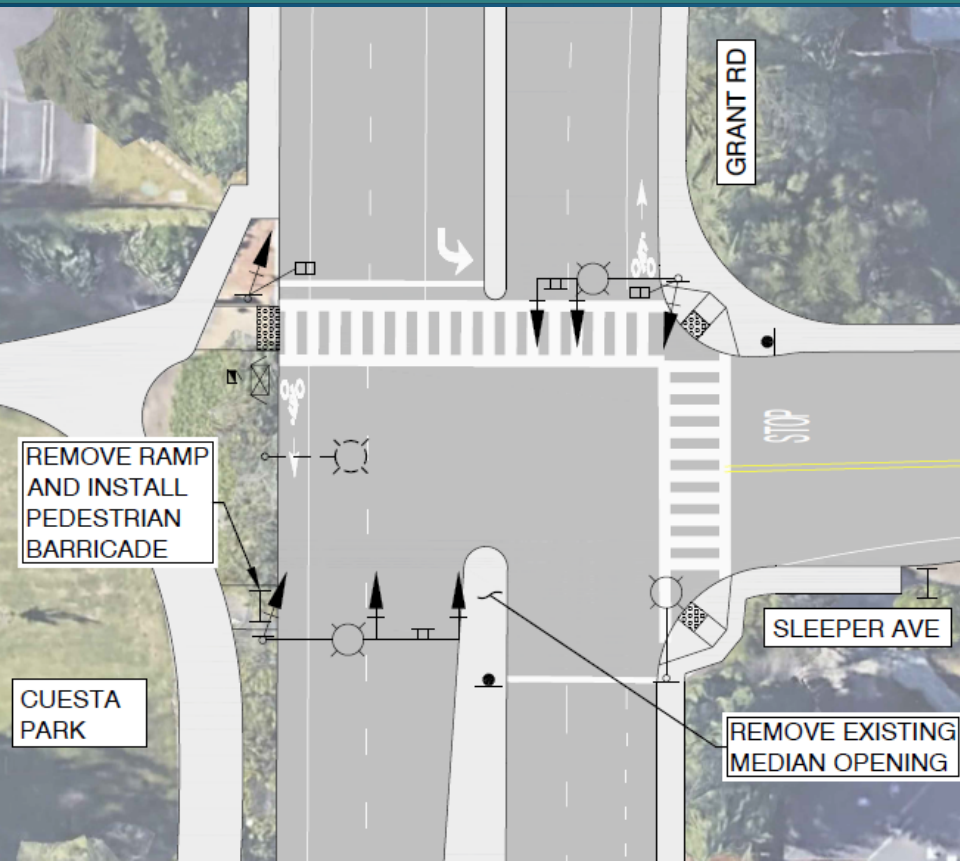 GRANT RD
STOP
REMOVE RAMP
AND INSTALL
PEDESTRIAN
BARRICADE
SLEEPER AVE
CUESTA
PARK
REMOVE EXISTING
MEDIAN OPENING